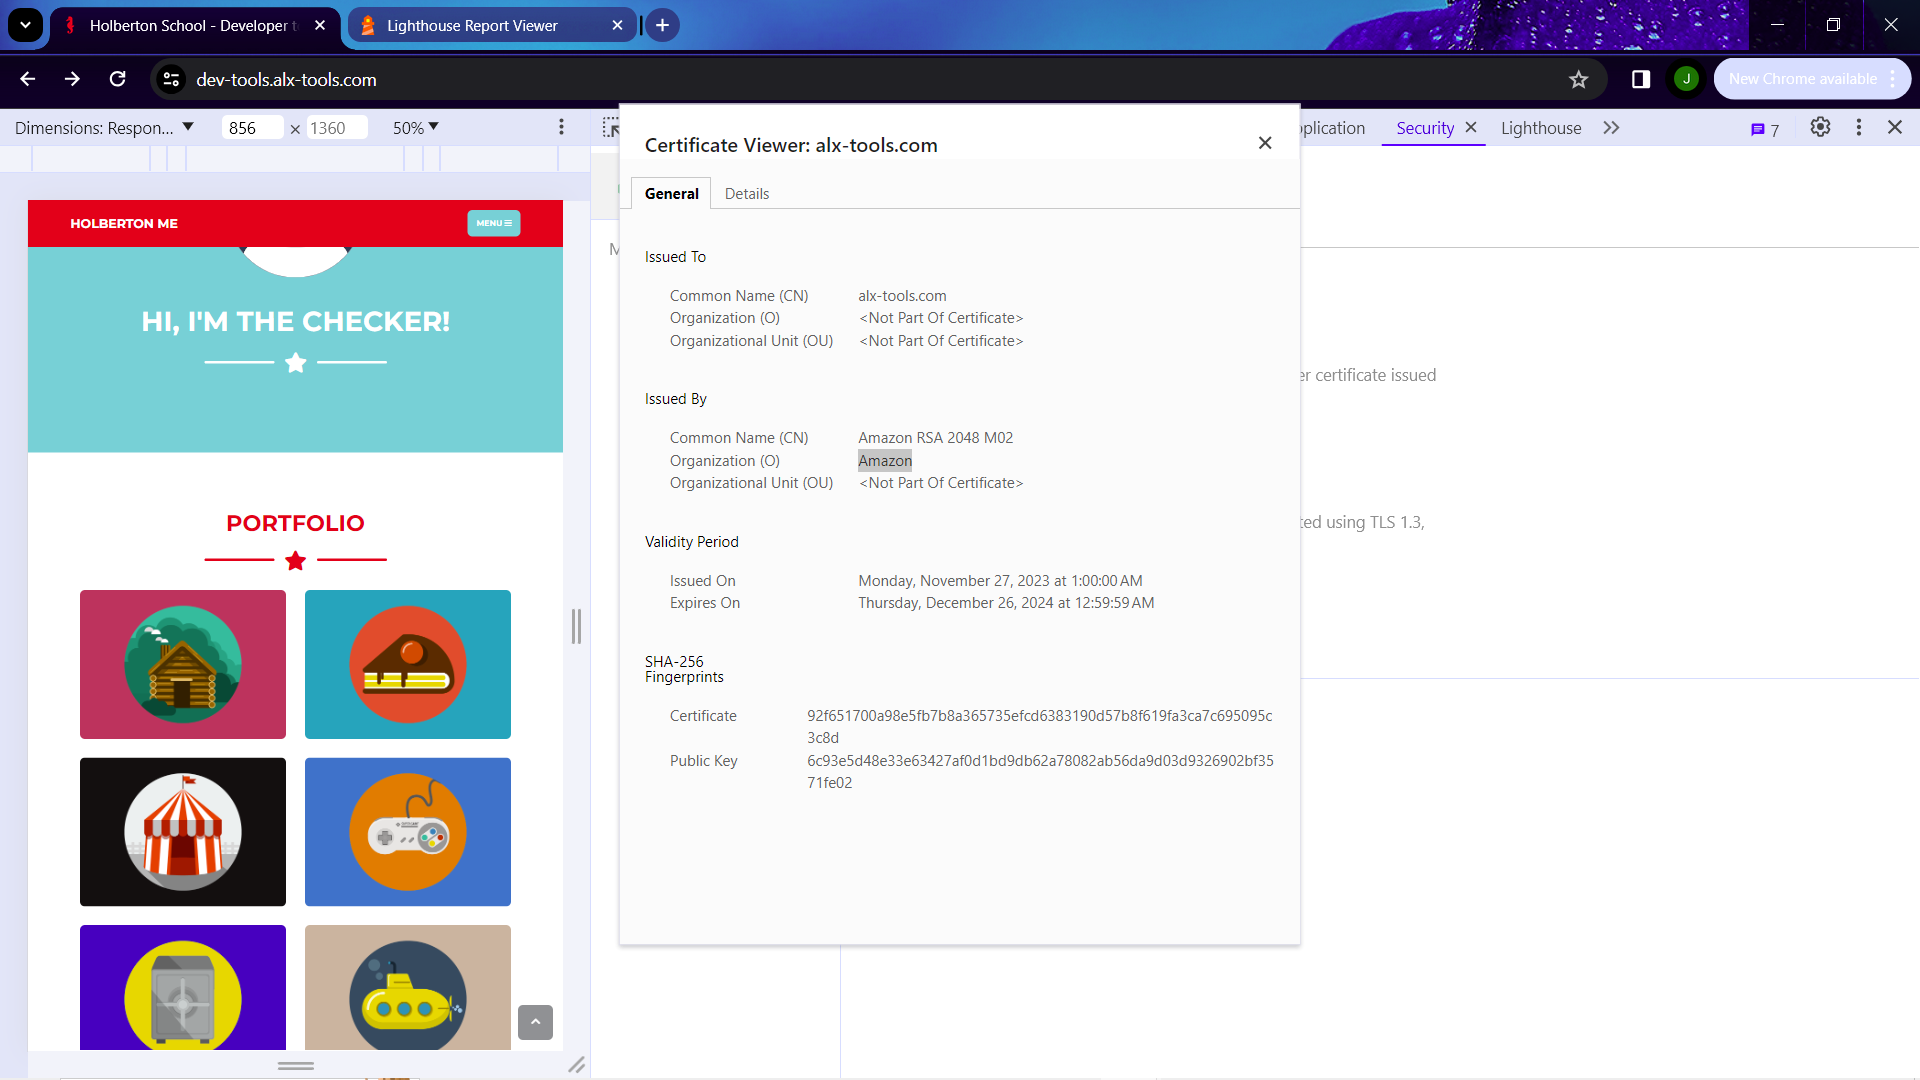 Holberton School - Developer t
Lighthouse Report Viewer
dev-tools.alx-tools.com
J
New Chrome available
Dimensions: Respon...
856
×
1360
50%
plication
Security
Lighthouse
7
HOLBERTON ME
MENU
HI, I'M THE CHECKER!
PORTFOLIO
M
Certificate Viewer: alx-tools.com
General
Details
Issued To
Common Name (CN) alx-tools.com
Organization (O) <Not Part Of Certificate>
Organizational Unit (OU) <Not Part Of Certificate>
Issued By
Common Name (CN) Amazon RSA 2048 M02
Organization (O) Amazon
Organizational Unit (OU) <Not Part Of Certificate>
Validity Period
Issued On Monday, November 27, 2023 at 1:00:00 AM
Expires On Thursday, December 26, 2024 at 12:59:59 AM
SHA-256
Fingerprints
Certificate 92f651700a98e5fb7b8a365735efcd6383190d57b8f619fa3ca7c695095c
3c8d
Public Key 6c93e5d48e33e63427af0d1bd9db62a78082ab56da9d03d9326902bf35
71fe02
er certificate issued
ted using TLS 1.3,